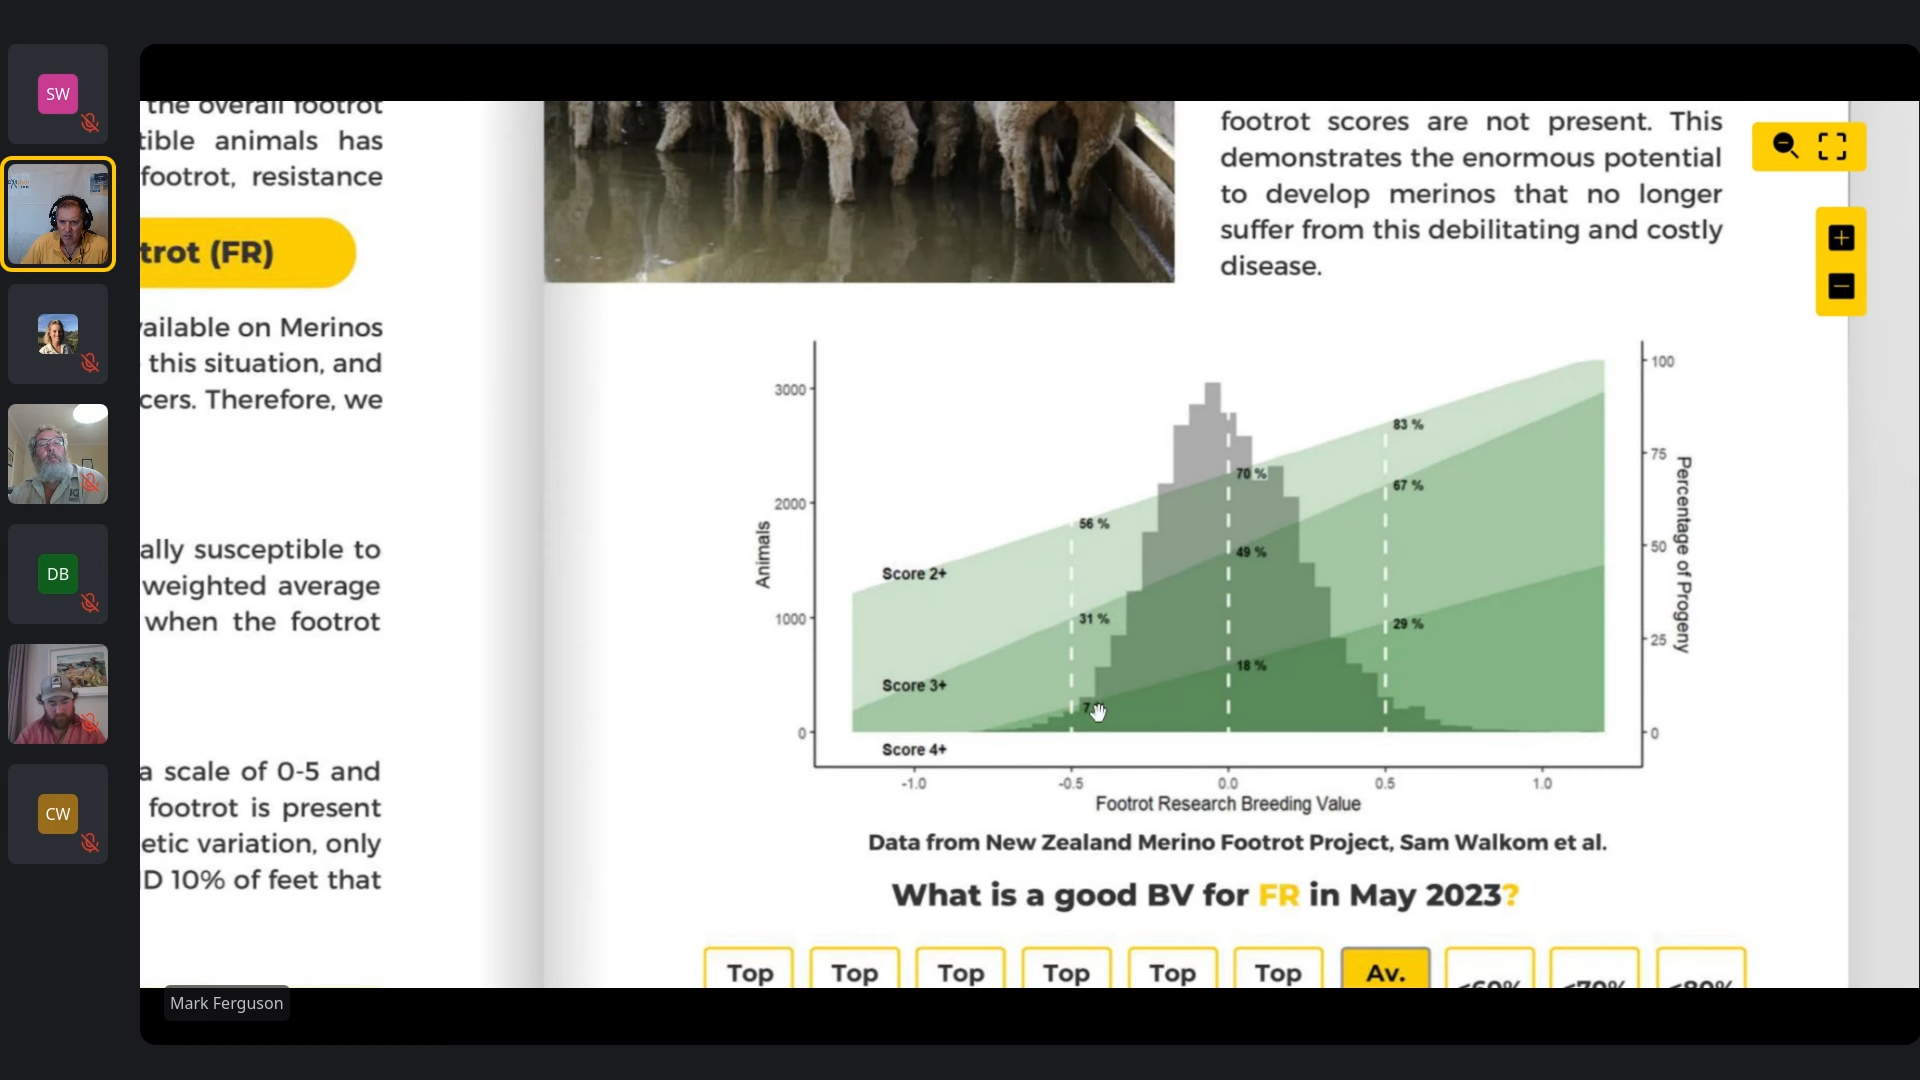 SW
DB
CW
the overall footrot
tible animals has
footrot, resistance
trot (FR)
vailable on Merinos
this situation, and
cers. Therefore, we
ally susceptible to
weighted average
when the footrot
a scale of 0-5 and
footrot is present
etic variation, only
D 10% of feet that
footrot scores are not present. This
demonstrates the enormous potential
to develop merinos that no longer
suffer from this debilitating and costly
disease.
Animals
3000
2000
1000
0
Score 2+
Score 3+
Score 4+
56 %
31 %
70 %
49 %
18 %
83 %
67 %
29 %
100
75
50
25
0
Percentage of Progeny
-1.0 -0.5 0.0 0.5 1.0
Footrot Research Breeding Value
Data from New Zealand Merino Footrot Project, Sam Walkom et al.
What is a good BV for FR in May 2023?
Top Top Top Top Top Top Av. <60% <70% <80%
Mark Ferguson